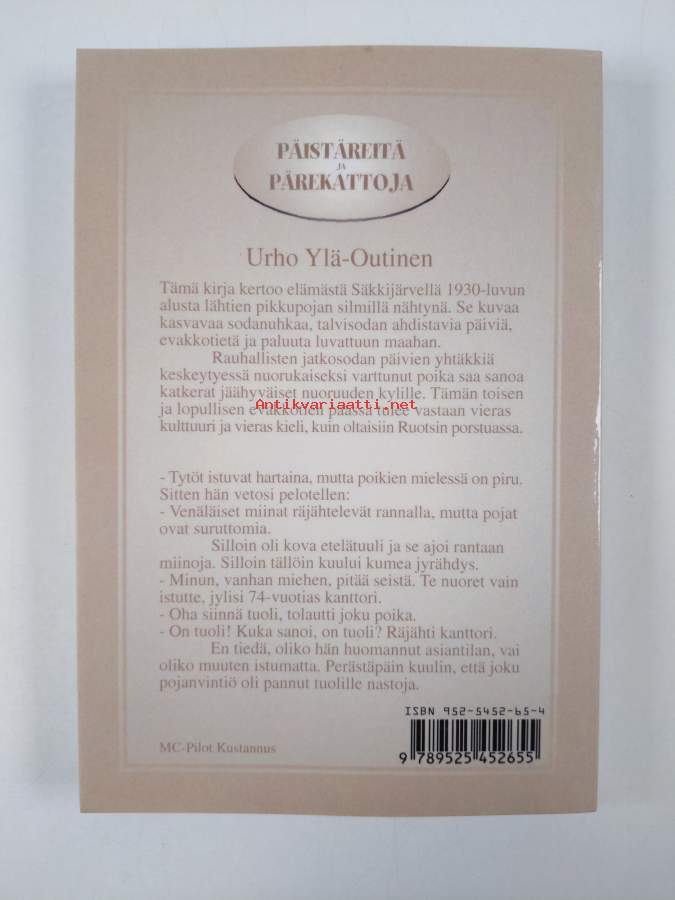 PÄISTÄREITÄ
JA
PÄREKATTOJA
Urho Ylä-Outinen
Tämä kirja kertoo elämästä Säkkijärvellä 1930-luvun
alusta lähtien pikkupojan silmillä nähtynä. Se kuvaa
kasvavaa sodanuhkaa, talvisodan ahdistavia päiviä,
evakkotietä ja paluuta luvattuun maahan.
Rauhallisten jatkosodan päivien yhtäkkiä
keskeytyessä nuorukaiseksi varttunut poika saa sanoa
katkerat jäähyväiset nuoruuden kylille. Tämän toisen
Antikvariaatti.net
ja lopullisen evakkotien päässä tulee vastaan vieras
kulttuuri ja vieras kieli, kuin oltaisiin Ruotsin porstuassa.
- Tytöt istuvat hartaina, mutta poikien mielessä on piru.
Sitten hän vetosi pelotellen:
- Venäläiset miinat räjähtelevät rannalla, mutta pojat
ovat suruttomia.
Silloin oli kova etelätuuli ja se ajoi rantaan
miinoja. Silloin tällöin kuului kumea jyrähdys.
- Minun, vanhan miehen, pitää seistä. Te nuoret vain
istutte, jylisi 74-vuotias kanttori.
- Oha siinnä tuoli, tolautti joku poika.
- On tuoli! Kuka sanoi, on tuoli? Räjähti kanttori.
En tiedä, oliko hän huomannut asiantilan, vai
oliko muuten istumatta. Perästäpäin kuulin, että joku
pojanvintiö oli pannut tuolille nastoja.
ISBN 952-5452-65-4
MC-Pilot Kustannus
9 789525 452655